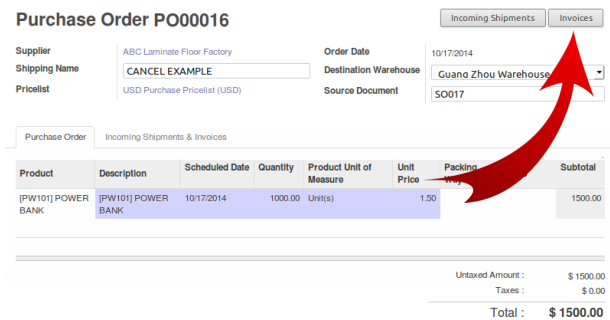 Purchase Order PO00016
Incoming Shipments Invoices
Supplier ABC Laminate Floor Factory Order Date 10/17/2014
Shipping Name CANCEL EXAMPLE Destination Warehouse Guang Zhou Warehouse
Pricelist USD Purchase Pricelist (USD) Source Document SO017
Purchase Order Incoming Shipments & Invoices
Product Description Scheduled Date Quantity Product Unit of Measure Unit Price Packing Subtotal
[PW101] POWER BANK [PW101] POWER BANK 10/17/2014 1000.00 Unit(s) 1.50 1500.00
Untaxed Amount : $ 1500.00
Taxes : $ 0.00
Total : $ 1500.00